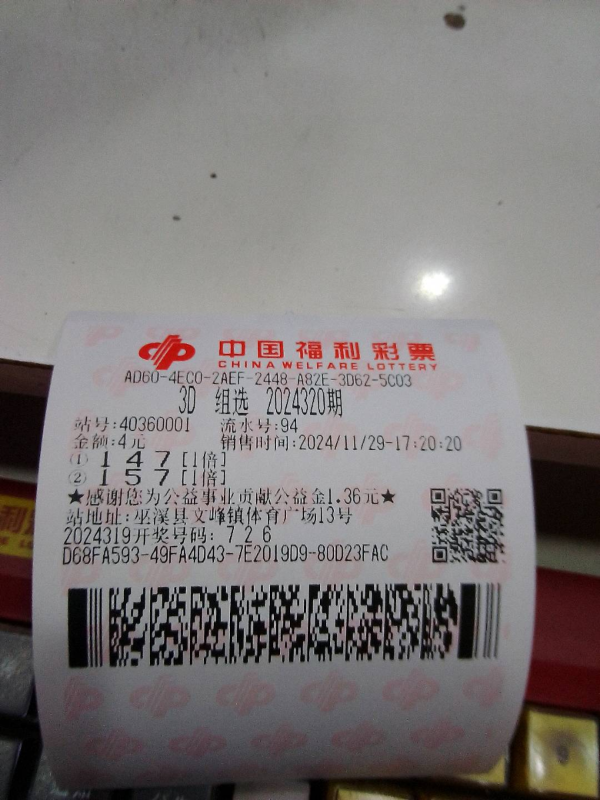 中国福利彩票
CHINA WELFARE LOTTERY
AD60-4EC0-2AEF-2448-A82E-3D62-5C03
3D 组选 2024320期
站号:40360001 流水号:94
金额:4元 销售时间:2024/11/29-17:20:20
① 1 4 7 [1倍]
② 1 5 7 [1倍]
★感谢您为公益事业贡献公益金1.36元★
站地址: 巫溪县文峰镇体育广场13号
2024319开奖号码: 7 2 6
D68FA593-49FA4D43-7E2019D9-80D23FAC